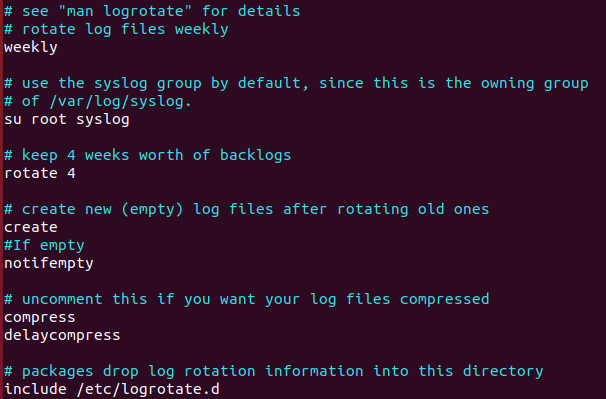 # see "man logrotate" for details
# rotate log files weekly
weekly
# use the syslog group by default, since this is the owning group
# of /var/log/syslog.
su root syslog
# keep 4 weeks worth of backlogs
rotate 4
# create new (empty) log files after rotating old ones
create
#If empty
notifempty
# uncomment this if you want your log files compressed
compress
delaycompress
# packages drop log rotation information into this directory
include /etc/logrotate.d